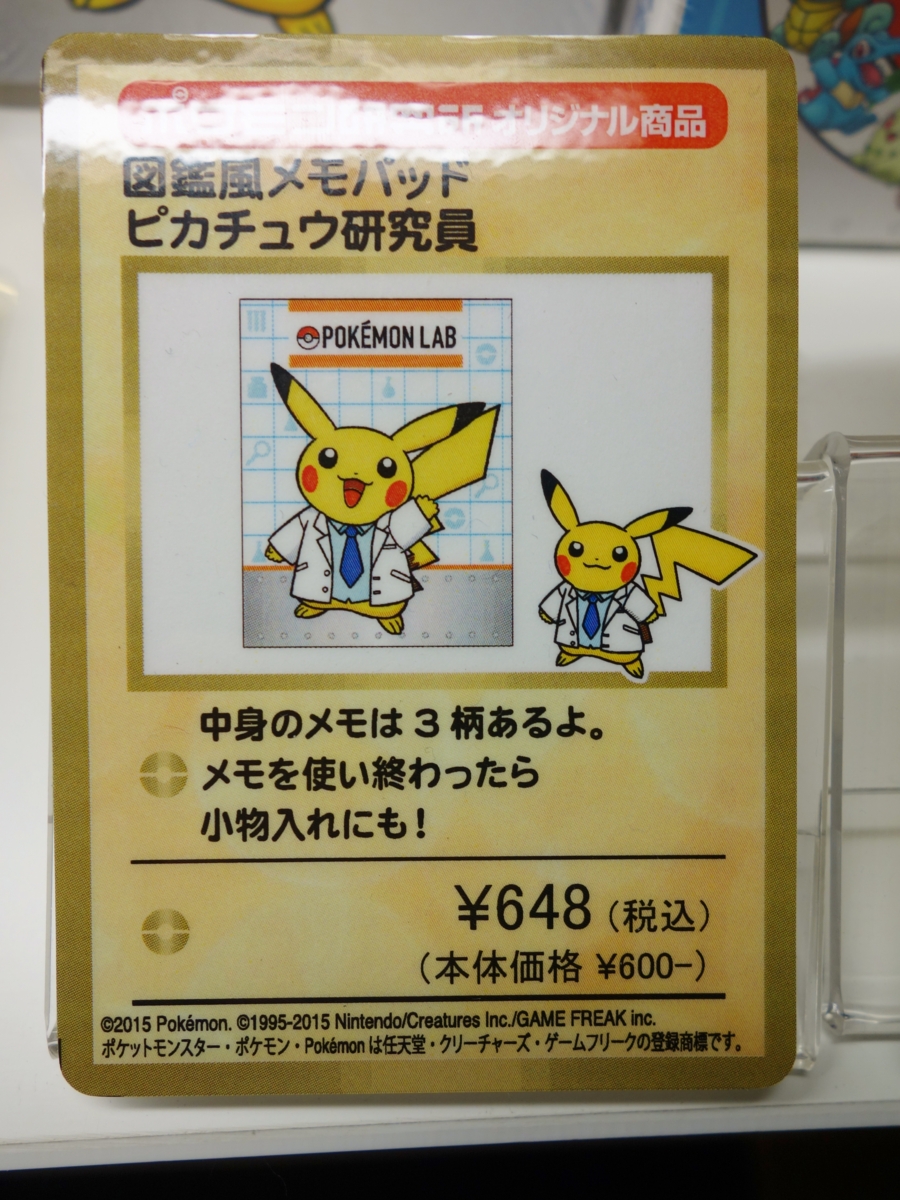 オリジナル商品
図鑑風メモパッド
ピカチュウ研究員
POKÉMON LAB
中身のメモは3柄あるよ。
メモを使い終わったら
小物入れにも!
¥648(税込)
(本体価格 ¥600-)
©2015 Pokémon. ©1995-2015 Nintendo/Creatures Inc./GAME FREAK inc.
ポケットモンスター・ポケモン・Pokémonは任天堂・クリーチャーズ・ゲームフリークの登録商標です。